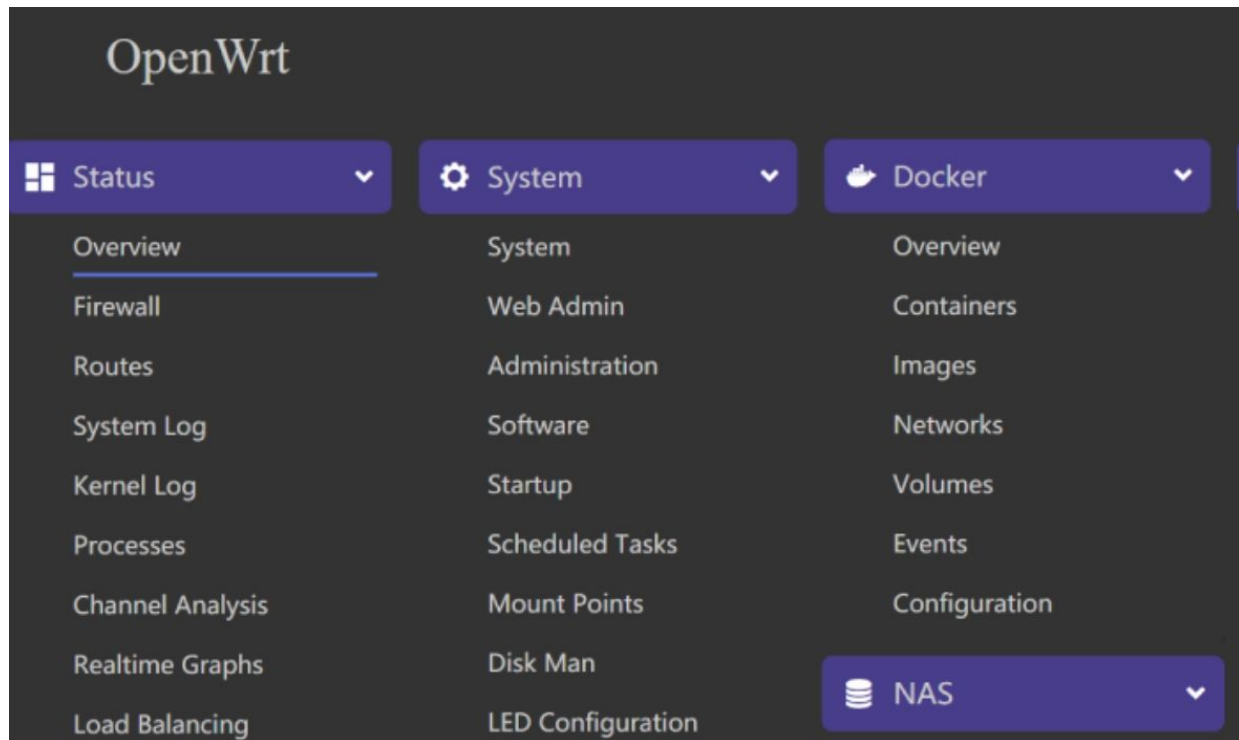 OpenWrt
Status
Overview
Firewall
Routes
System Log
Kernel Log
Processes
Channel Analysis
Realtime Graphs
Load Balancing
System
System
Web Admin
Administration
Software
Startup
Scheduled Tasks
Mount Points
Disk Man
LED Configuration
Docker
Overview
Containers
Images
Networks
Volumes
Events
Configuration
NAS